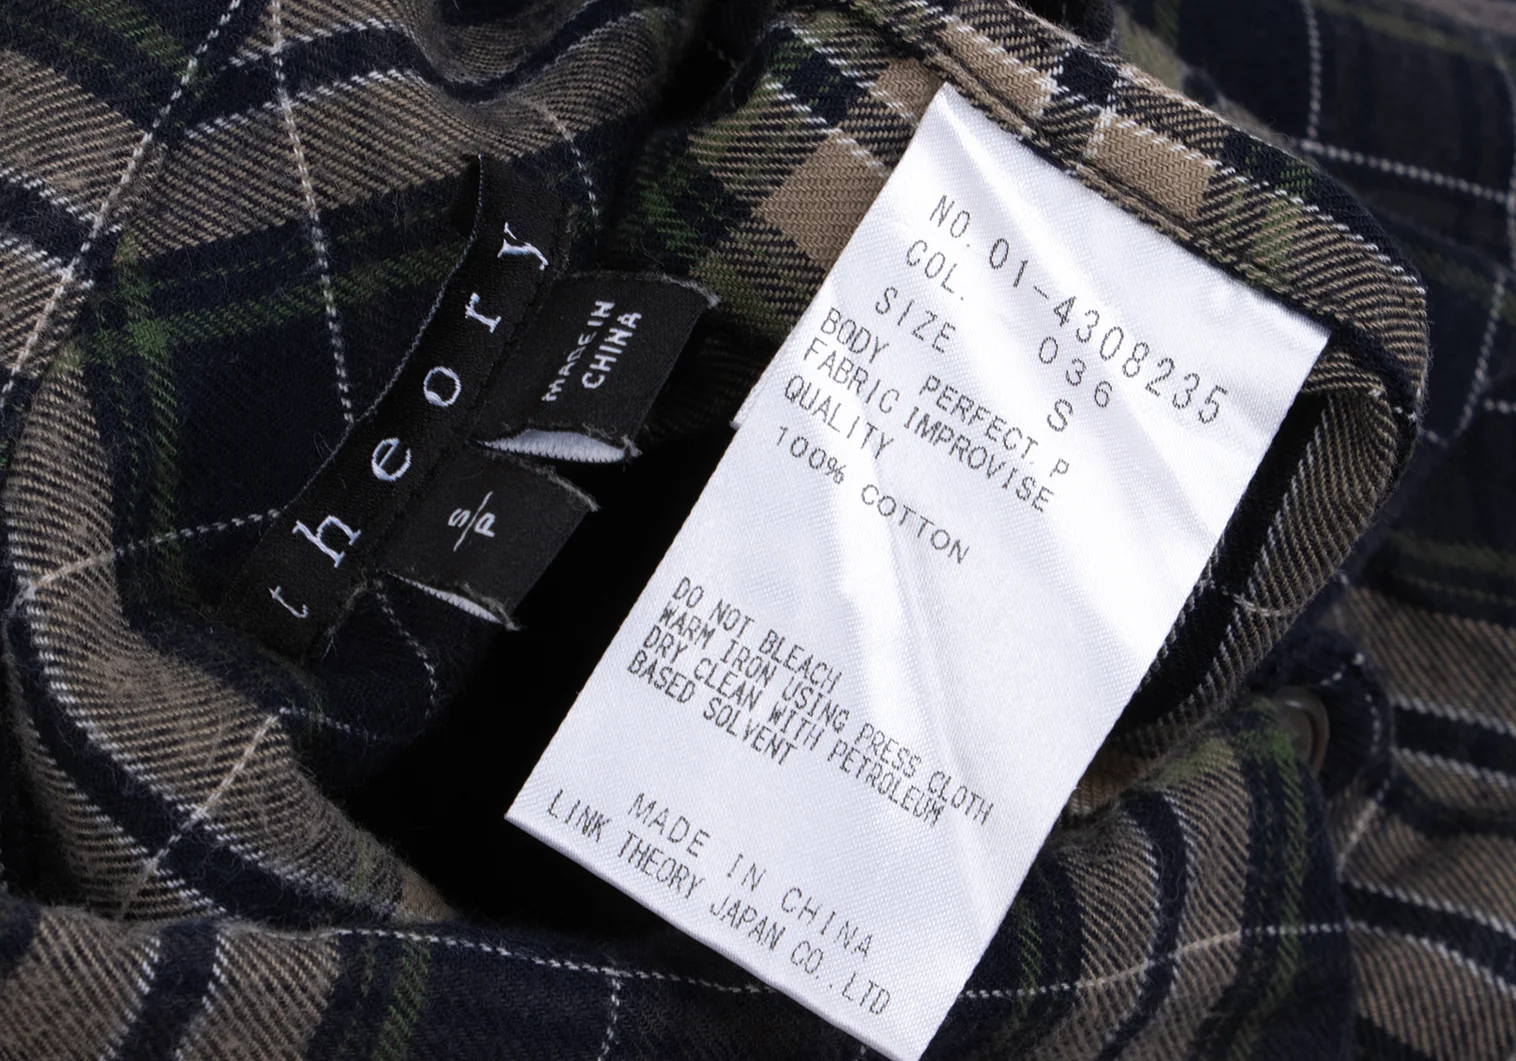 theory
MADE IN
CHINA
S/P
NO. 01-4308235
COL. 036
SIZE S
BODY PERFECT. P
FABRIC IMPROVISE
QUALITY
100% COTTON
DO NOT BLEACH
WARM IRON USING PRESS CLOTH
DRY CLEAN WITH PETROLEUM
BASED SOLVENT
MADE IN CHINA
LINK THEORY JAPAN CO.,LTD